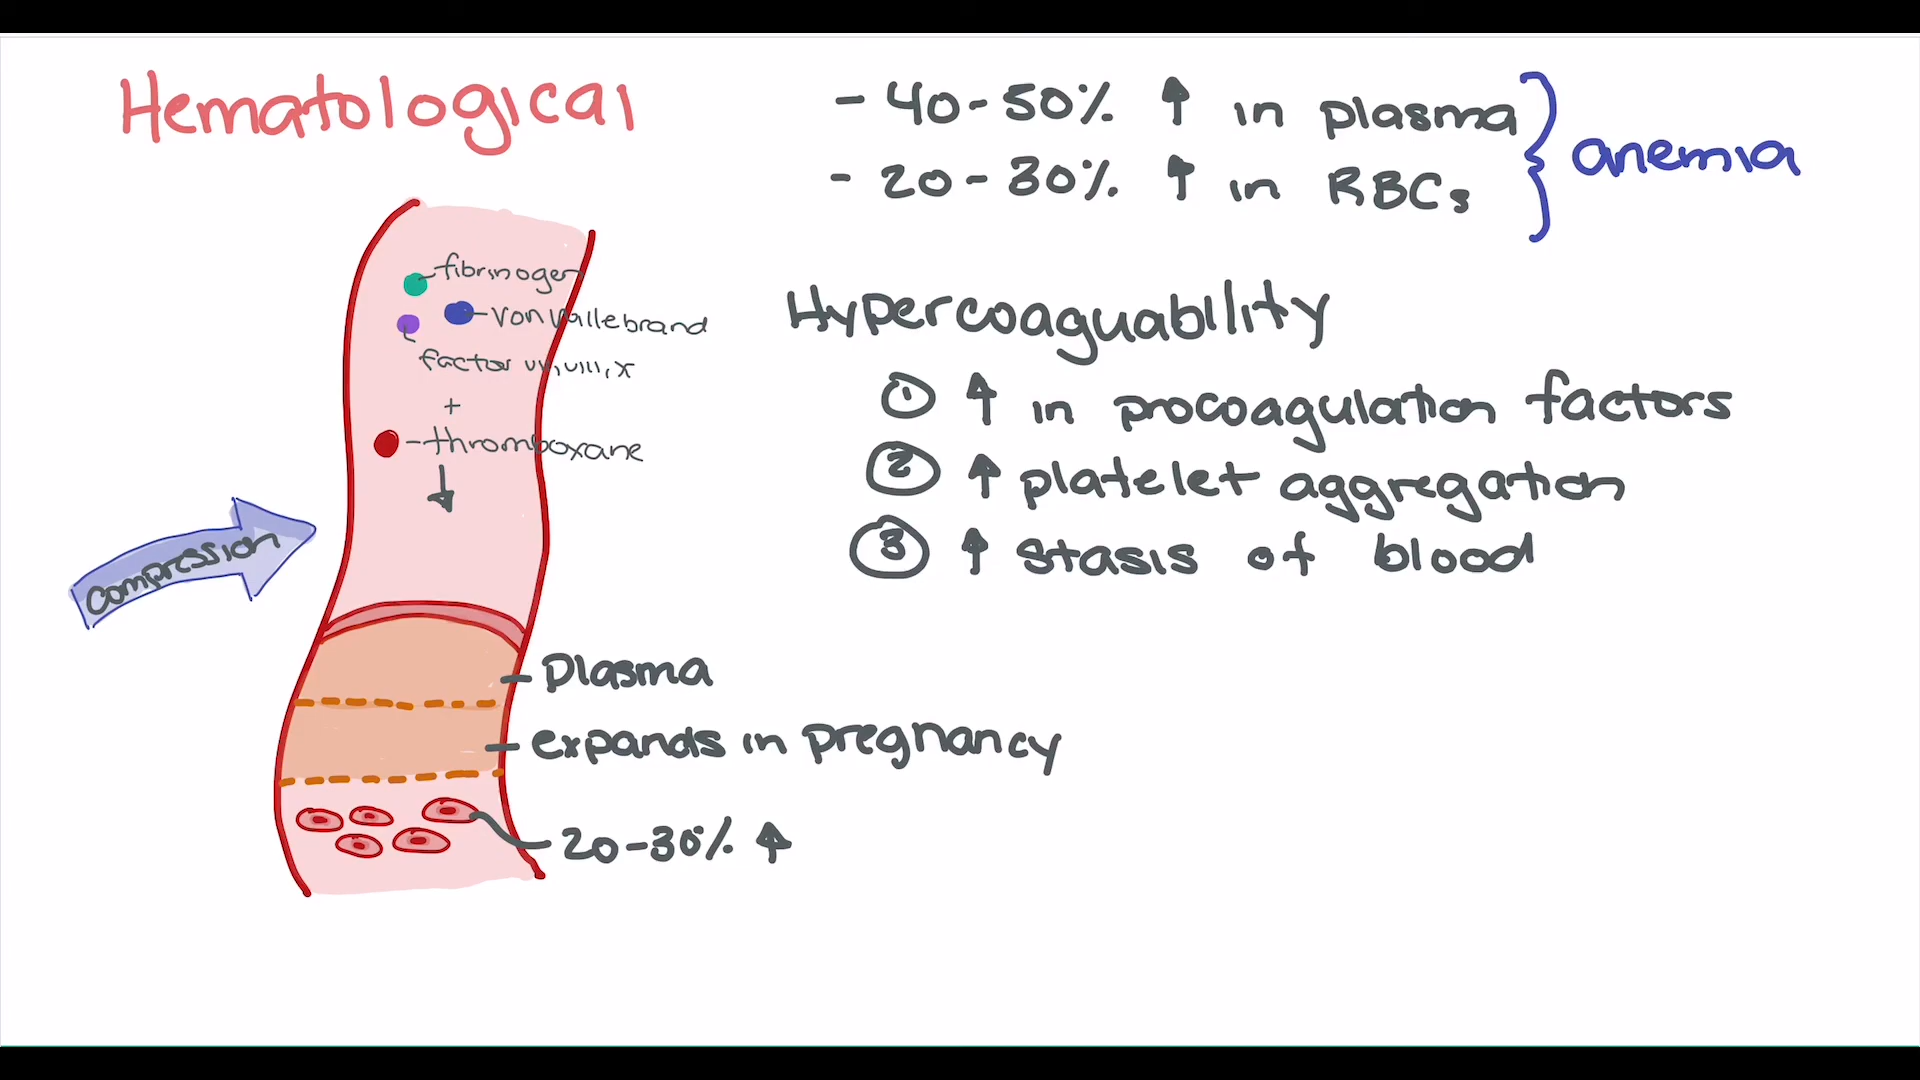 Hematological
- 40-50% ↑ in plasma
- 20-30% ↑ in RBCs
anemia
fibrinogen
von Willebrand
factor VII, VIII, X
+
thromboxane
↓
compression
Hypercoaguability
① ↑ in procoagulation factors
② ↑ platelet aggregation
③ ↑ stasis of blood
Plasma
expands in pregnancy
20-30% ↑